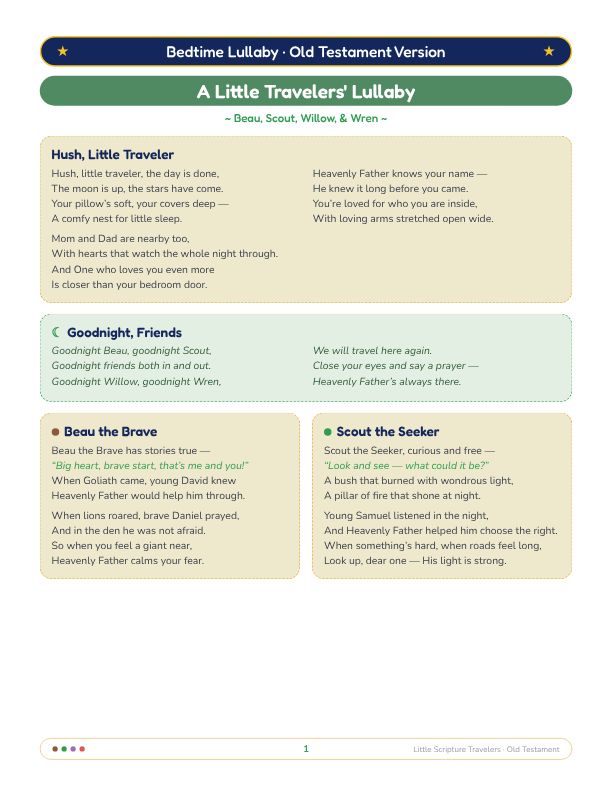 Bedtime Lullaby · Old Testament Version
A Little Travelers' Lullaby
~ Beau, Scout, Willow, & Wren ~
Hush, Little Traveler
Hush, little traveler, the day is done,
The moon is up, the stars have come.
Your pillow’s soft, your covers deep —
A comfy nest for little sleep.
Mom and Dad are nearby too,
With hearts that watch the whole night through.
And One who loves you even more
Is closer than your bedroom door.
Heavenly Father knows your name —
He knew it long before you came.
You’re loved for who you are inside,
With loving arms stretched open wide.
Goodnight, Friends
Goodnight Beau, goodnight Scout,
Goodnight friends both in and out.
Goodnight Willow, goodnight Wren,
We will travel here again.
Close your eyes and say a prayer —
Heavenly Father’s always there.
Beau the Brave
Beau the Brave has stories true —
“Big heart, brave start, that’s me and you!”
When Goliath came, young David knew
Heavenly Father would help him through.
When lions roared, brave Daniel prayed,
And in the den he was not afraid.
So when you feel a giant near,
Heavenly Father calms your fear.
Scout the Seeker
Scout the Seeker, curious and free —
“Look and see — what could it be?”
A bush that burned with wondrous light,
A pillar of fire that shone at night.
Young Samuel listened in the night,
And Heavenly Father helped him choose the right.
When something’s hard, when roads feel long,
Look up, dear one — His light is strong.
1
Little Scripture Travelers · Old Testament